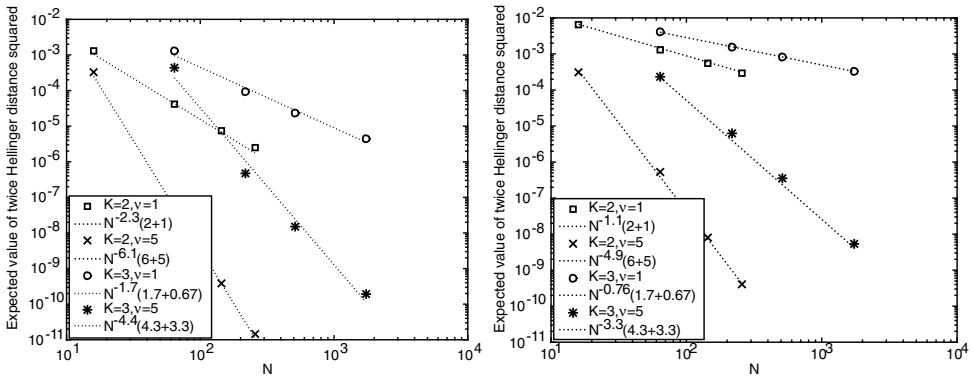 Expected value of twice Hellinger distance squared
10^-2
10^-3
10^-4
10^-5
10^-6
10^-7
10^-8
10^-9
10^-10
10^-11
K=2,ν=1
N^-2.3(2+1)
K=2,ν=5
N^-6.1(6+5)
K=3,ν=1
N^-1.7(1.7+0.67)
K=3,ν=5
N^-4.4(4.3+3.3)
10^1
10^2
10^3
10^4
N
Expected value of twice Hellinger distance squared
10^-2
10^-3
10^-4
10^-5
10^-6
10^-7
10^-8
10^-9
10^-10
10^-11
K=2,ν=1
N^-1.1(2+1)
K=2,ν=5
N^-4.9(6+5)
K=3,ν=1
N^-0.76(1.7+0.67)
K=3,ν=5
N^-3.3(4.3+3.3)
10^1
10^2
10^3
10^4
N